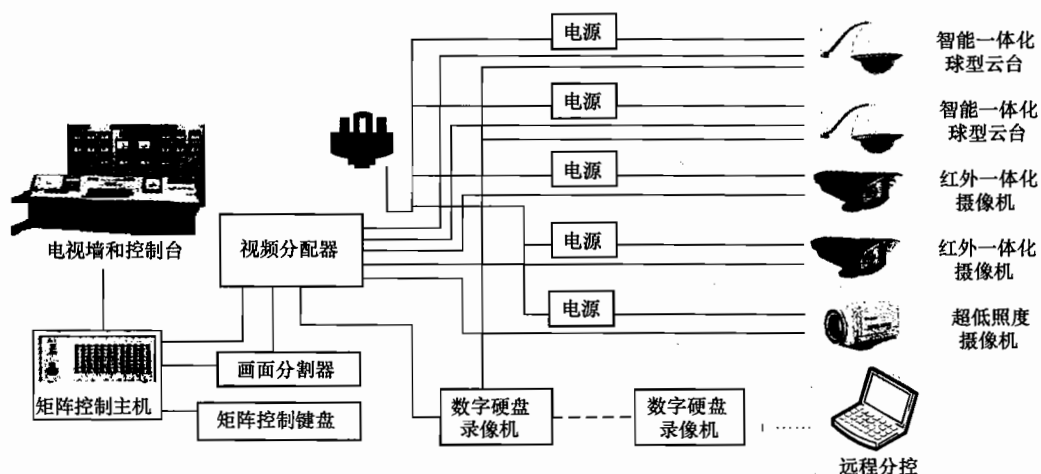 电源
智能一体化
球型云台
电源
智能一体化
球型云台
电源
红外一体化
摄像机
电视墙和控制台
视频分配器
电源
红外一体化
摄像机
电源
超低照度
摄像机
画面分割器
矩阵控制主机
矩阵控制键盘
数字硬盘
录像机
数字硬盘
录像机
远程分控